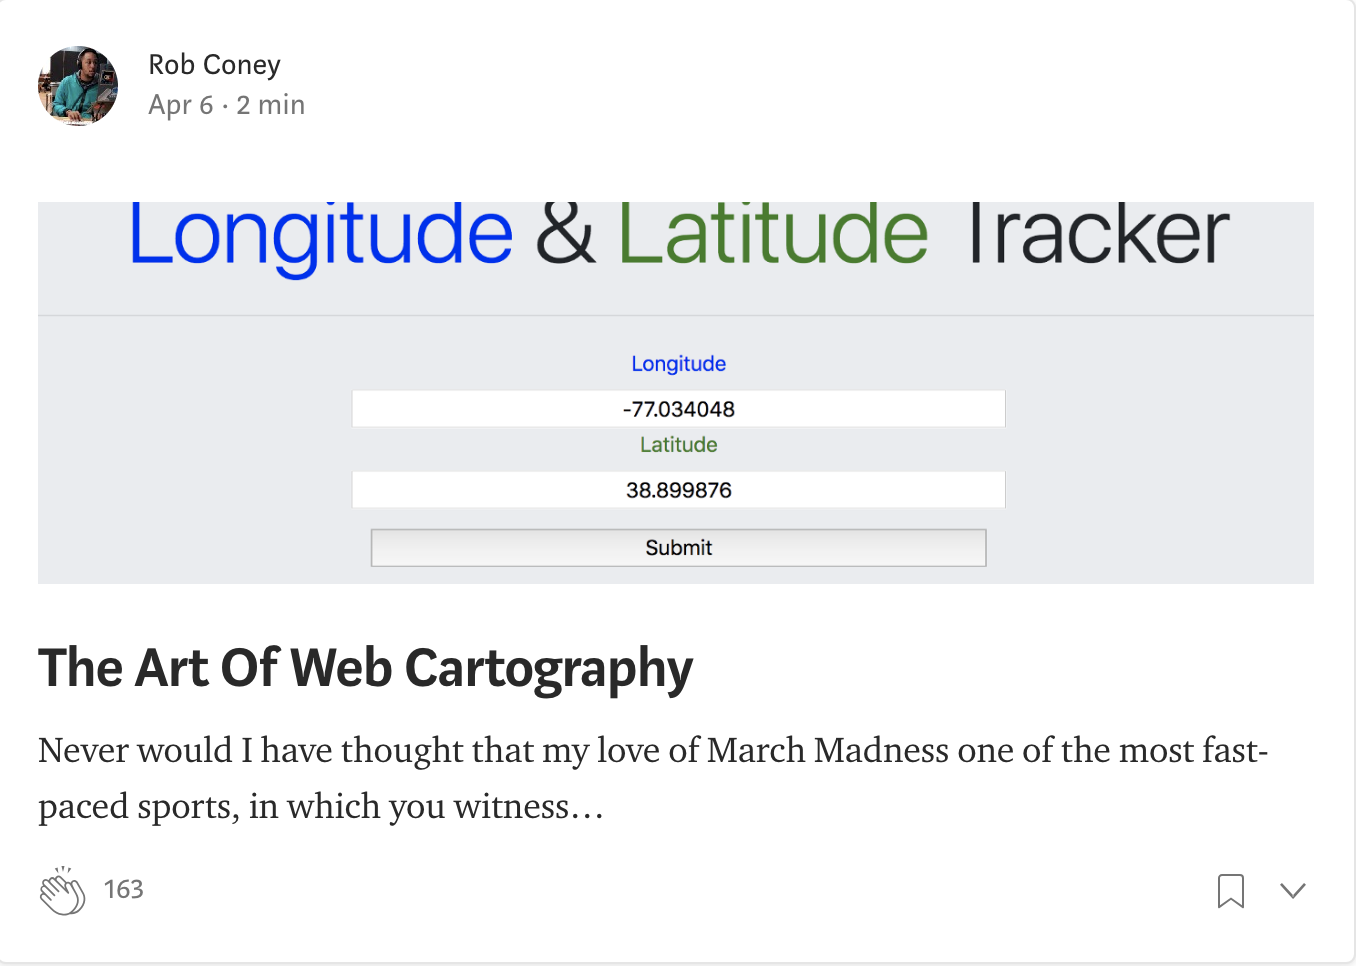 Rob Coney
Apr 6 · 2 min
Longitude & Latitude Tracker
Longitude
-77.034048
Latitude
38.899876
Submit
The Art Of Web Cartography
Never would I have thought that my love of March Madness one of the most fast-
paced sports, in which you witness…
163